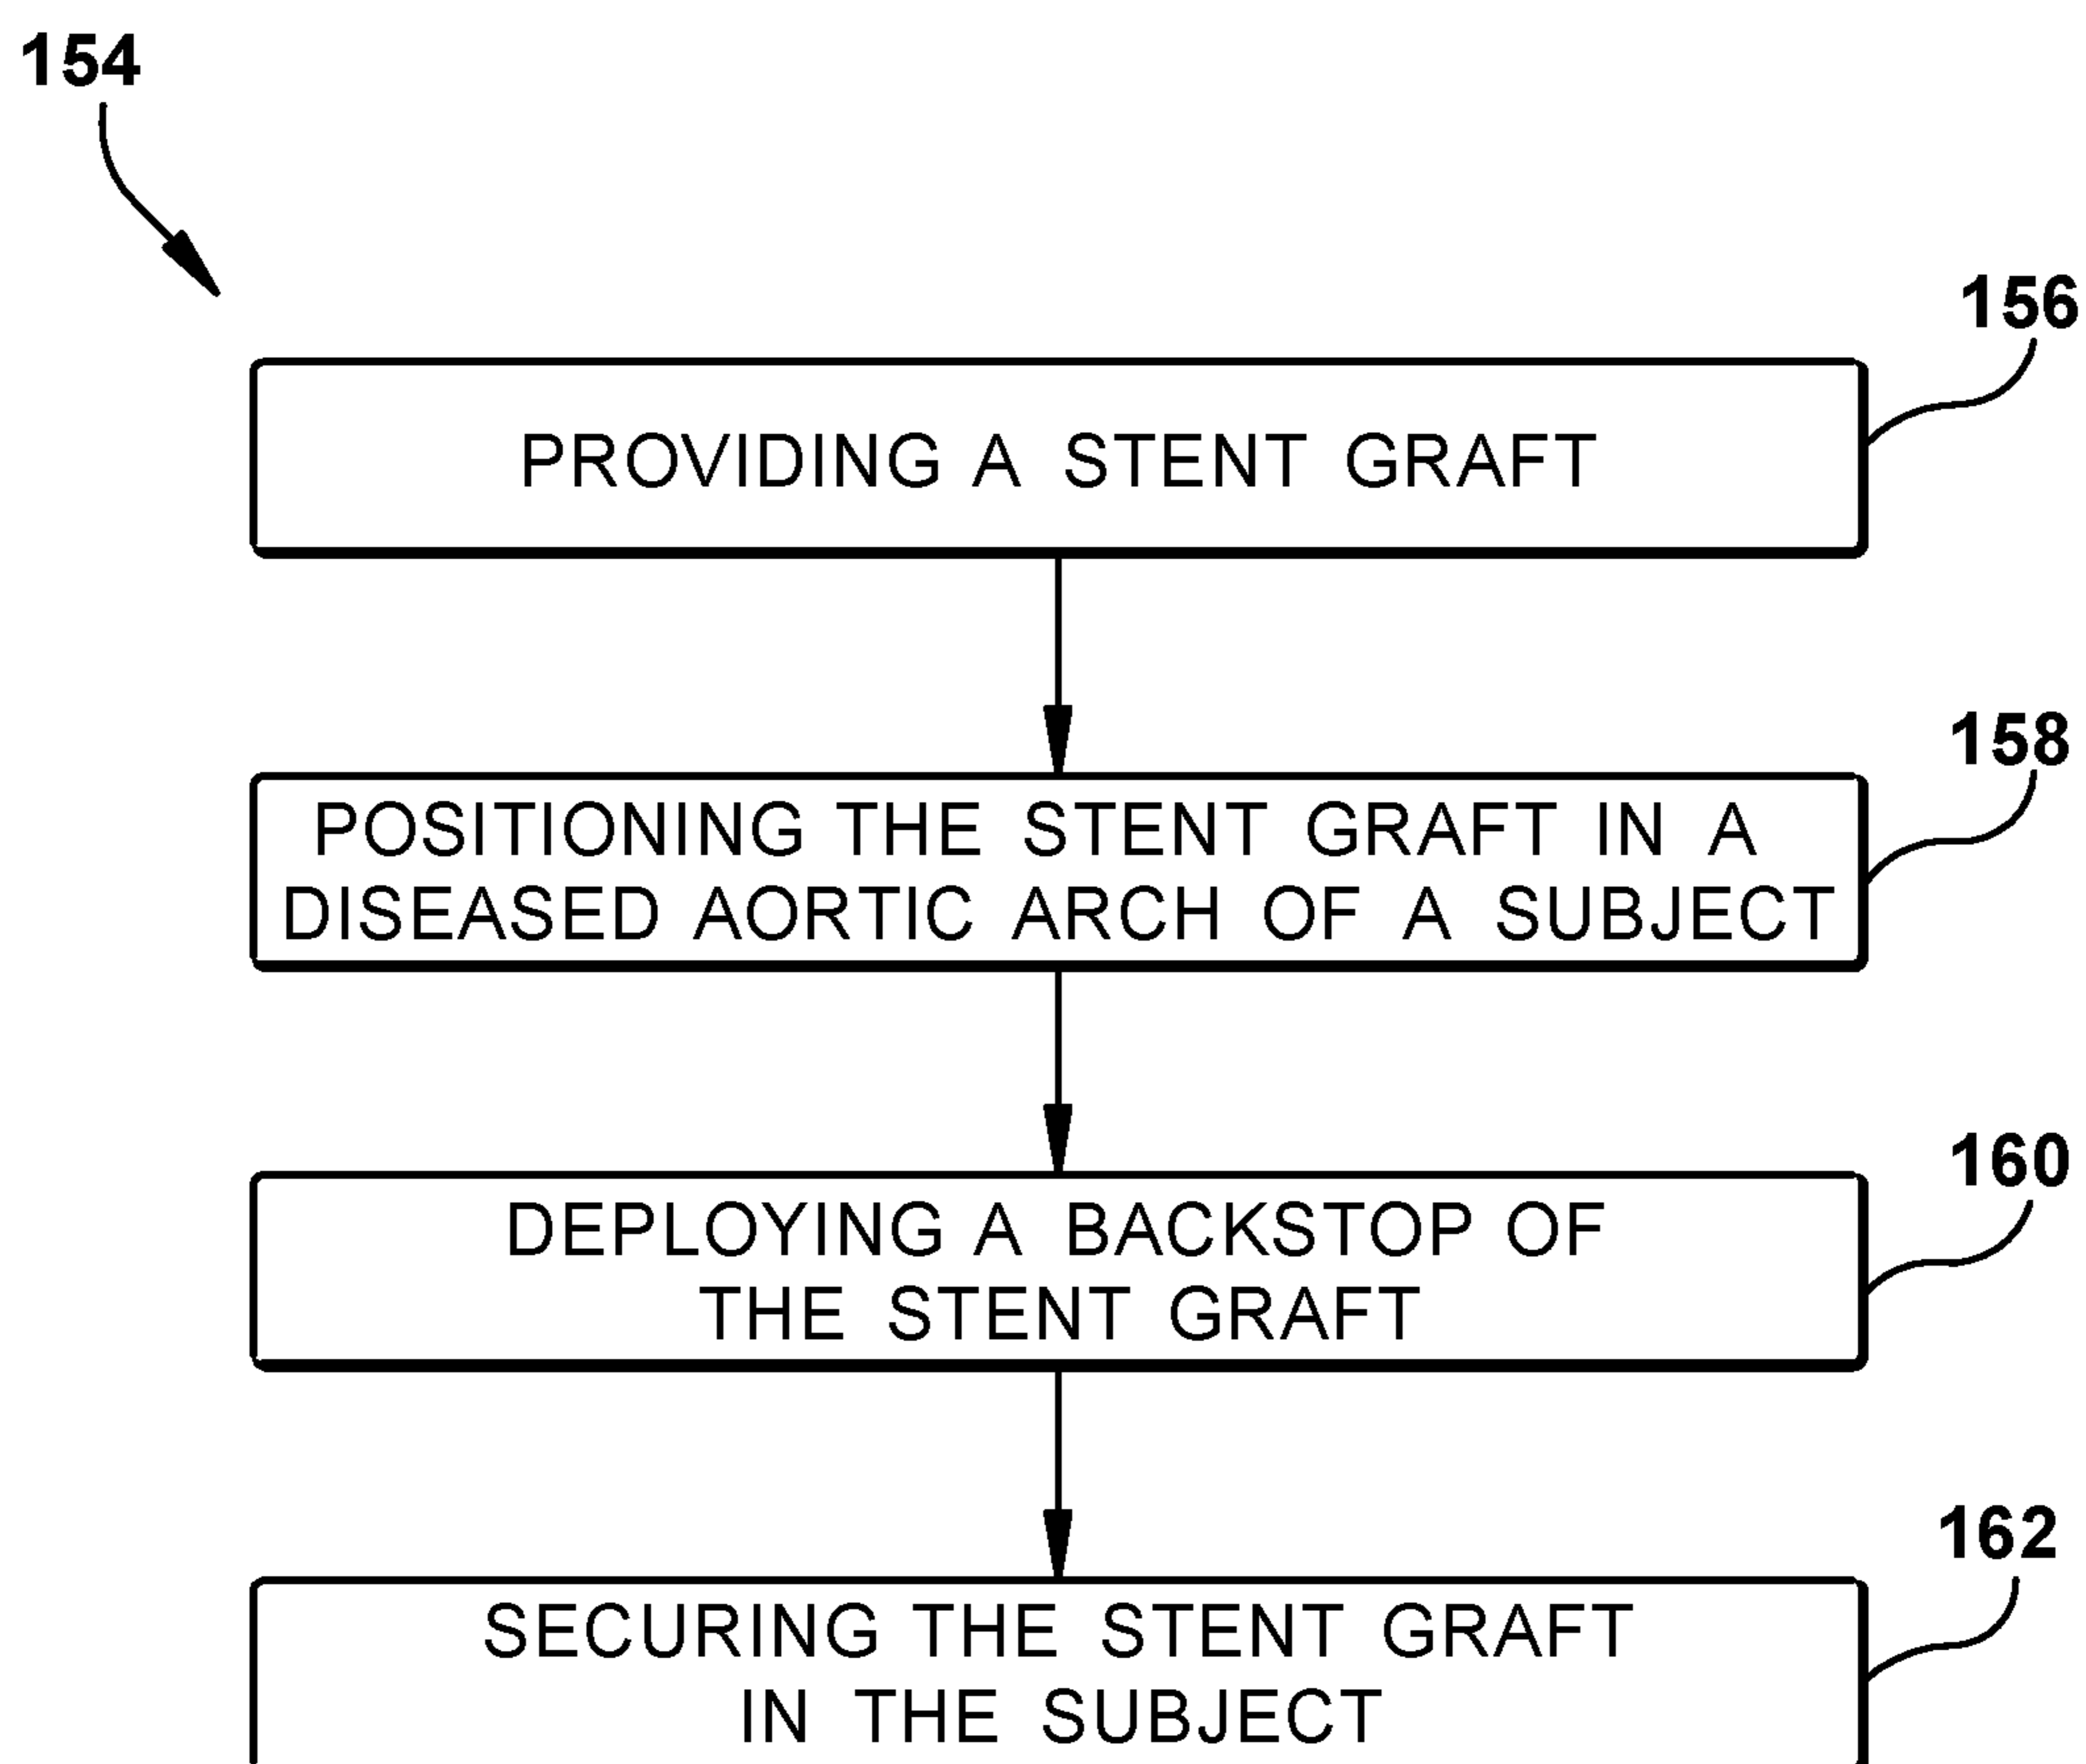 154
156
PROVIDING A STENT GRAFT
158
POSITIONING THE STENT GRAFT IN A
DISEASED AORTIC ARCH OF A SUBJECT
160
DEPLOYING A BACKSTOP OF
THE STENT GRAFT
162
SECURING THE STENT GRAFT
IN THE SUBJECT